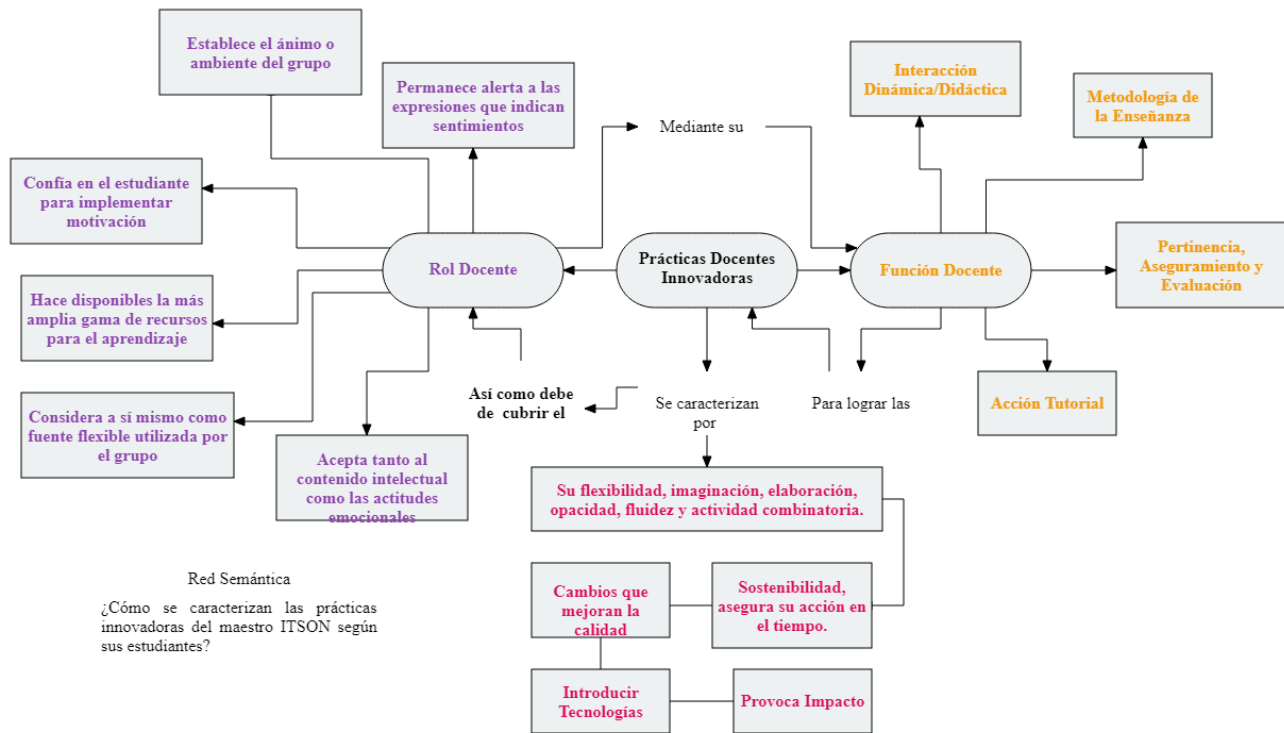 Establece el ánimo o
ambiente del grupo
Permanece alerta a las
expresiones que indican
sentimientos
Mediante su
Interacción
Dinámica/Didáctica
Metodología de
la Enseñanza
Confía en el estudiante
para implementar
motivación
Rol Docente
Prácticas Docentes
Innovadoras
Función Docente
Pertinencia,
Aseguramiento y
Evaluación
Hace disponibles la más
amplia gama de recursos
para el aprendizaje
Así como debe
de cubrir el
Se caracterizan
por
Para lograr las
Acción Tutorial
Considera a sí mismo como
fuente flexible utilizada por
el grupo
Acepta tanto al
contenido intelectual
como las actitudes
emocionales
Su flexibilidad, imaginación, elaboración,
opacidad, fluidez y actividad combinatoria.
Red Semántica
¿Cómo se caracterizan las prácticas
innovadoras del maestro ITSON según
sus estudiantes?
Cambios que
mejoran la
calidad
Sostenibilidad,
asegura su acción en
el tiempo.
Introducir
Tecnologías
Provoca Impacto